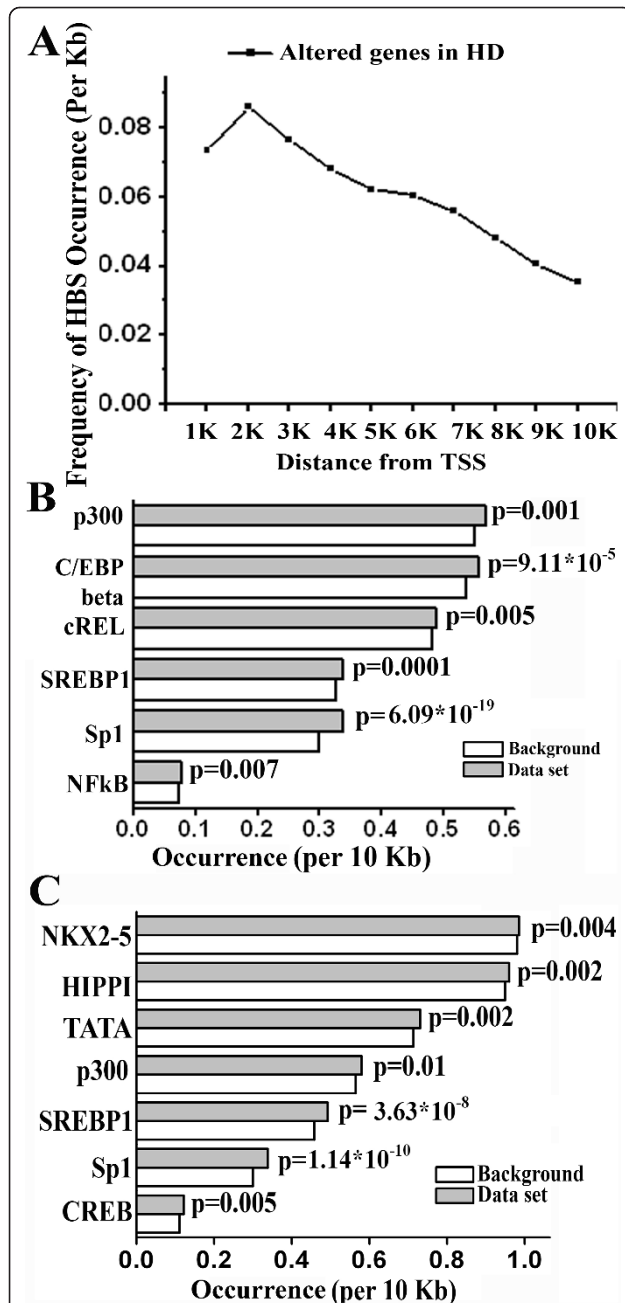 A
Altered genes in HD
Frequency of HBS Occurrence (Per Kb)
0.08
0.06
0.04
0.02
0.00
1K 2K 3K 4K 5K 6K 7K 8K 9K 10K
Distance from TSS
B
p300
p=0.001
C/EBP
beta
p=9.11*10-5
cREL
p=0.005
SREBP1
p=0.0001
Sp1
p=6.09*10-19
NFkB
p=0.007
Background
Data set
0.0 0.1 0.2 0.3 0.4 0.5 0.6
Occurrence (per 10 Kb)
C
NKX2-5
p=0.004
HIPPI
p=0.002
TATA
p=0.002
p300
p=0.01
SREBP1
p= 3.63*10-8
Sp1
p=1.14*10-10
CREB
p=0.005
Background
Data set
0.0 0.2 0.4 0.6 0.8 1.0
Occurrence (per 10 Kb)